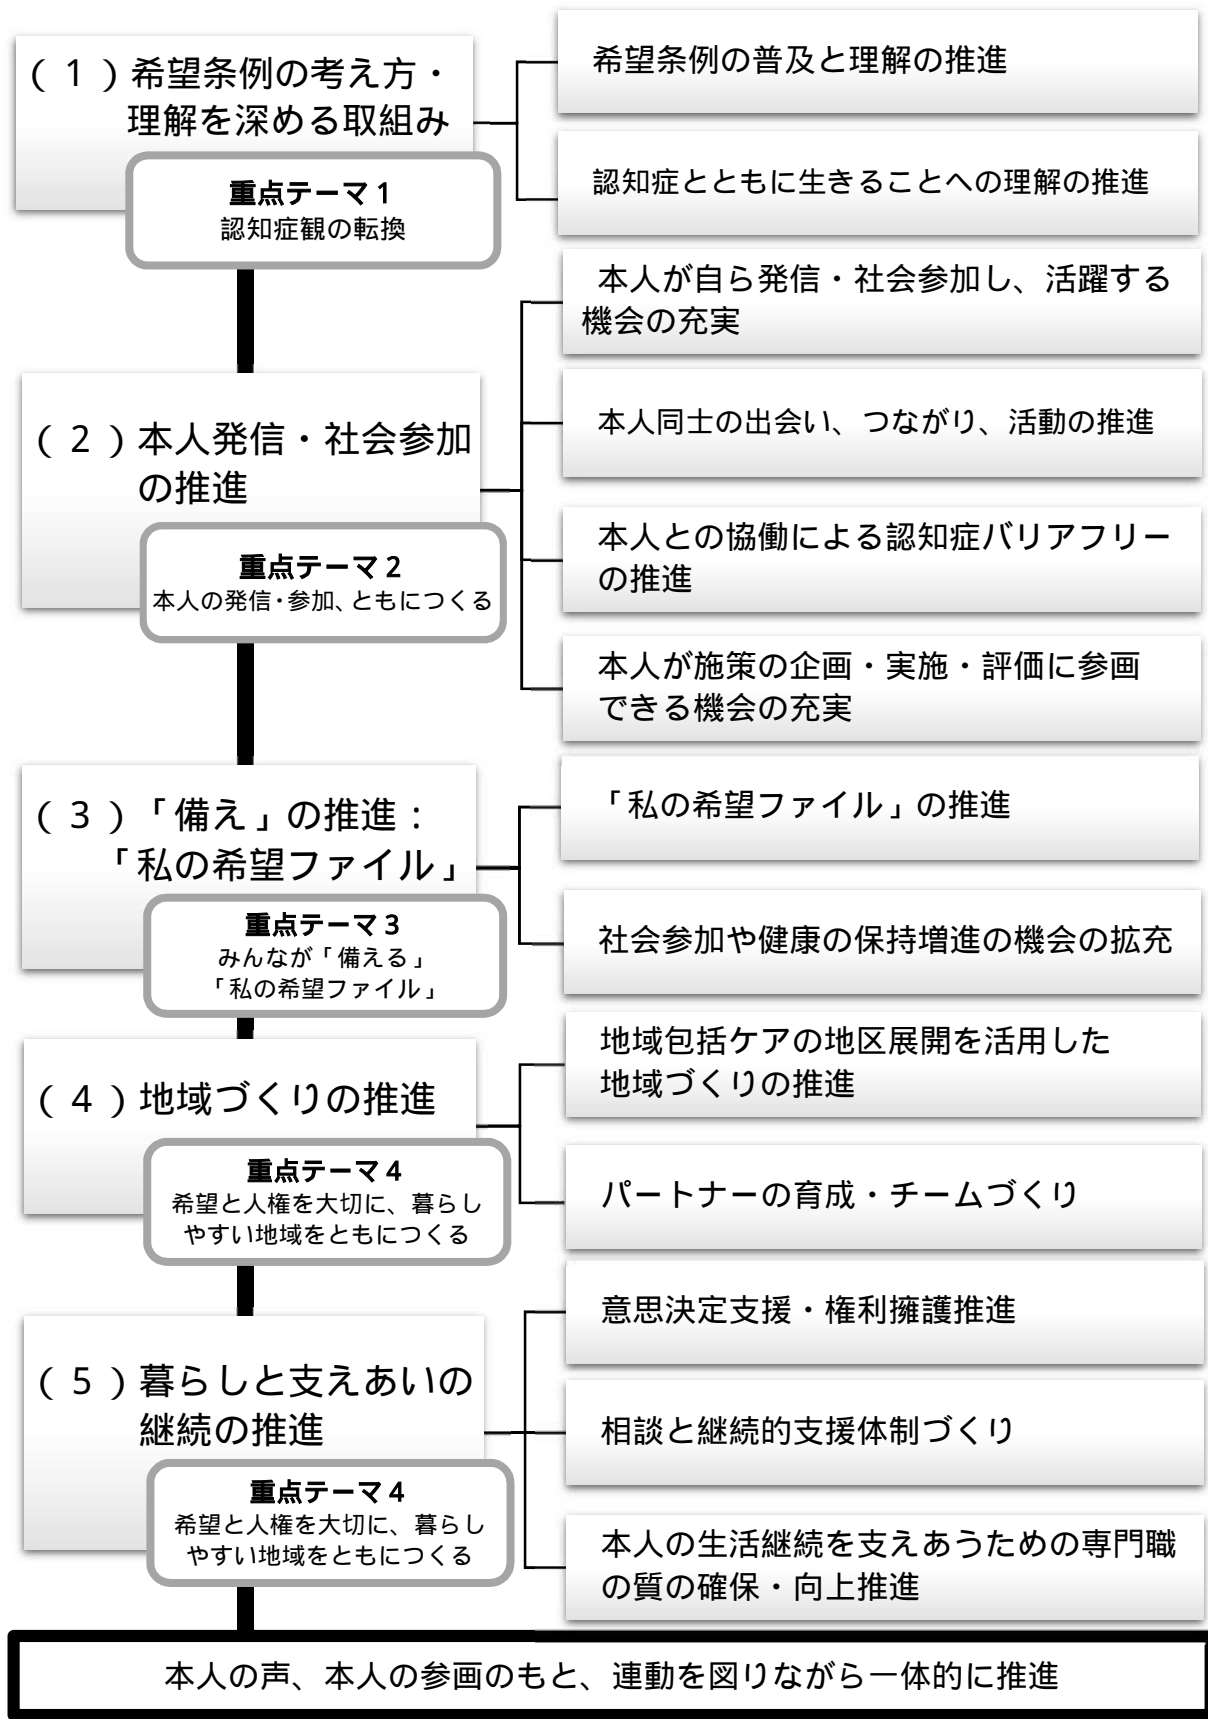 (1)希望条例の考え方・
理解を深める取組み
重点テーマ1
認知症観の転換
希望条例の普及と理解の推進
認知症とともに生きることへの理解の推進
(2)本人発信・社会参加
の推進
重点テーマ2
本人の発信・参加、ともにつくる
本人が自ら発信・社会参加し、活躍する
機会の充実
本人同士の出会い、つながり、活動の推進
本人との協働による認知症バリアフリー
の推進
本人が施策の企画・実施・評価に参画
できる機会の充実
(3)「備え」の推進:
「私の希望ファイル」
重点テーマ3
みんなが「備える」
「私の希望ファイル」
「私の希望ファイル」の推進
社会参加や健康の保持増進の機会の拡充
(4)地域づくりの推進
重点テーマ4
希望と人権を大切に、暮らし
やすい地域をともにつくる
地域包括ケアの地区展開を活用した
地域づくりの推進
パートナーの育成・チームづくり
(5)暮らしと支えあいの
継続の推進
重点テーマ4
希望と人権を大切に、暮らし
やすい地域をともにつくる
意思決定支援・権利擁護推進
相談と継続的支援体制づくり
本人の生活継続を支えあうための専門職
の質の確保・向上推進
本人の声、本人の参画のもと、連動を図りながら一体的に推進